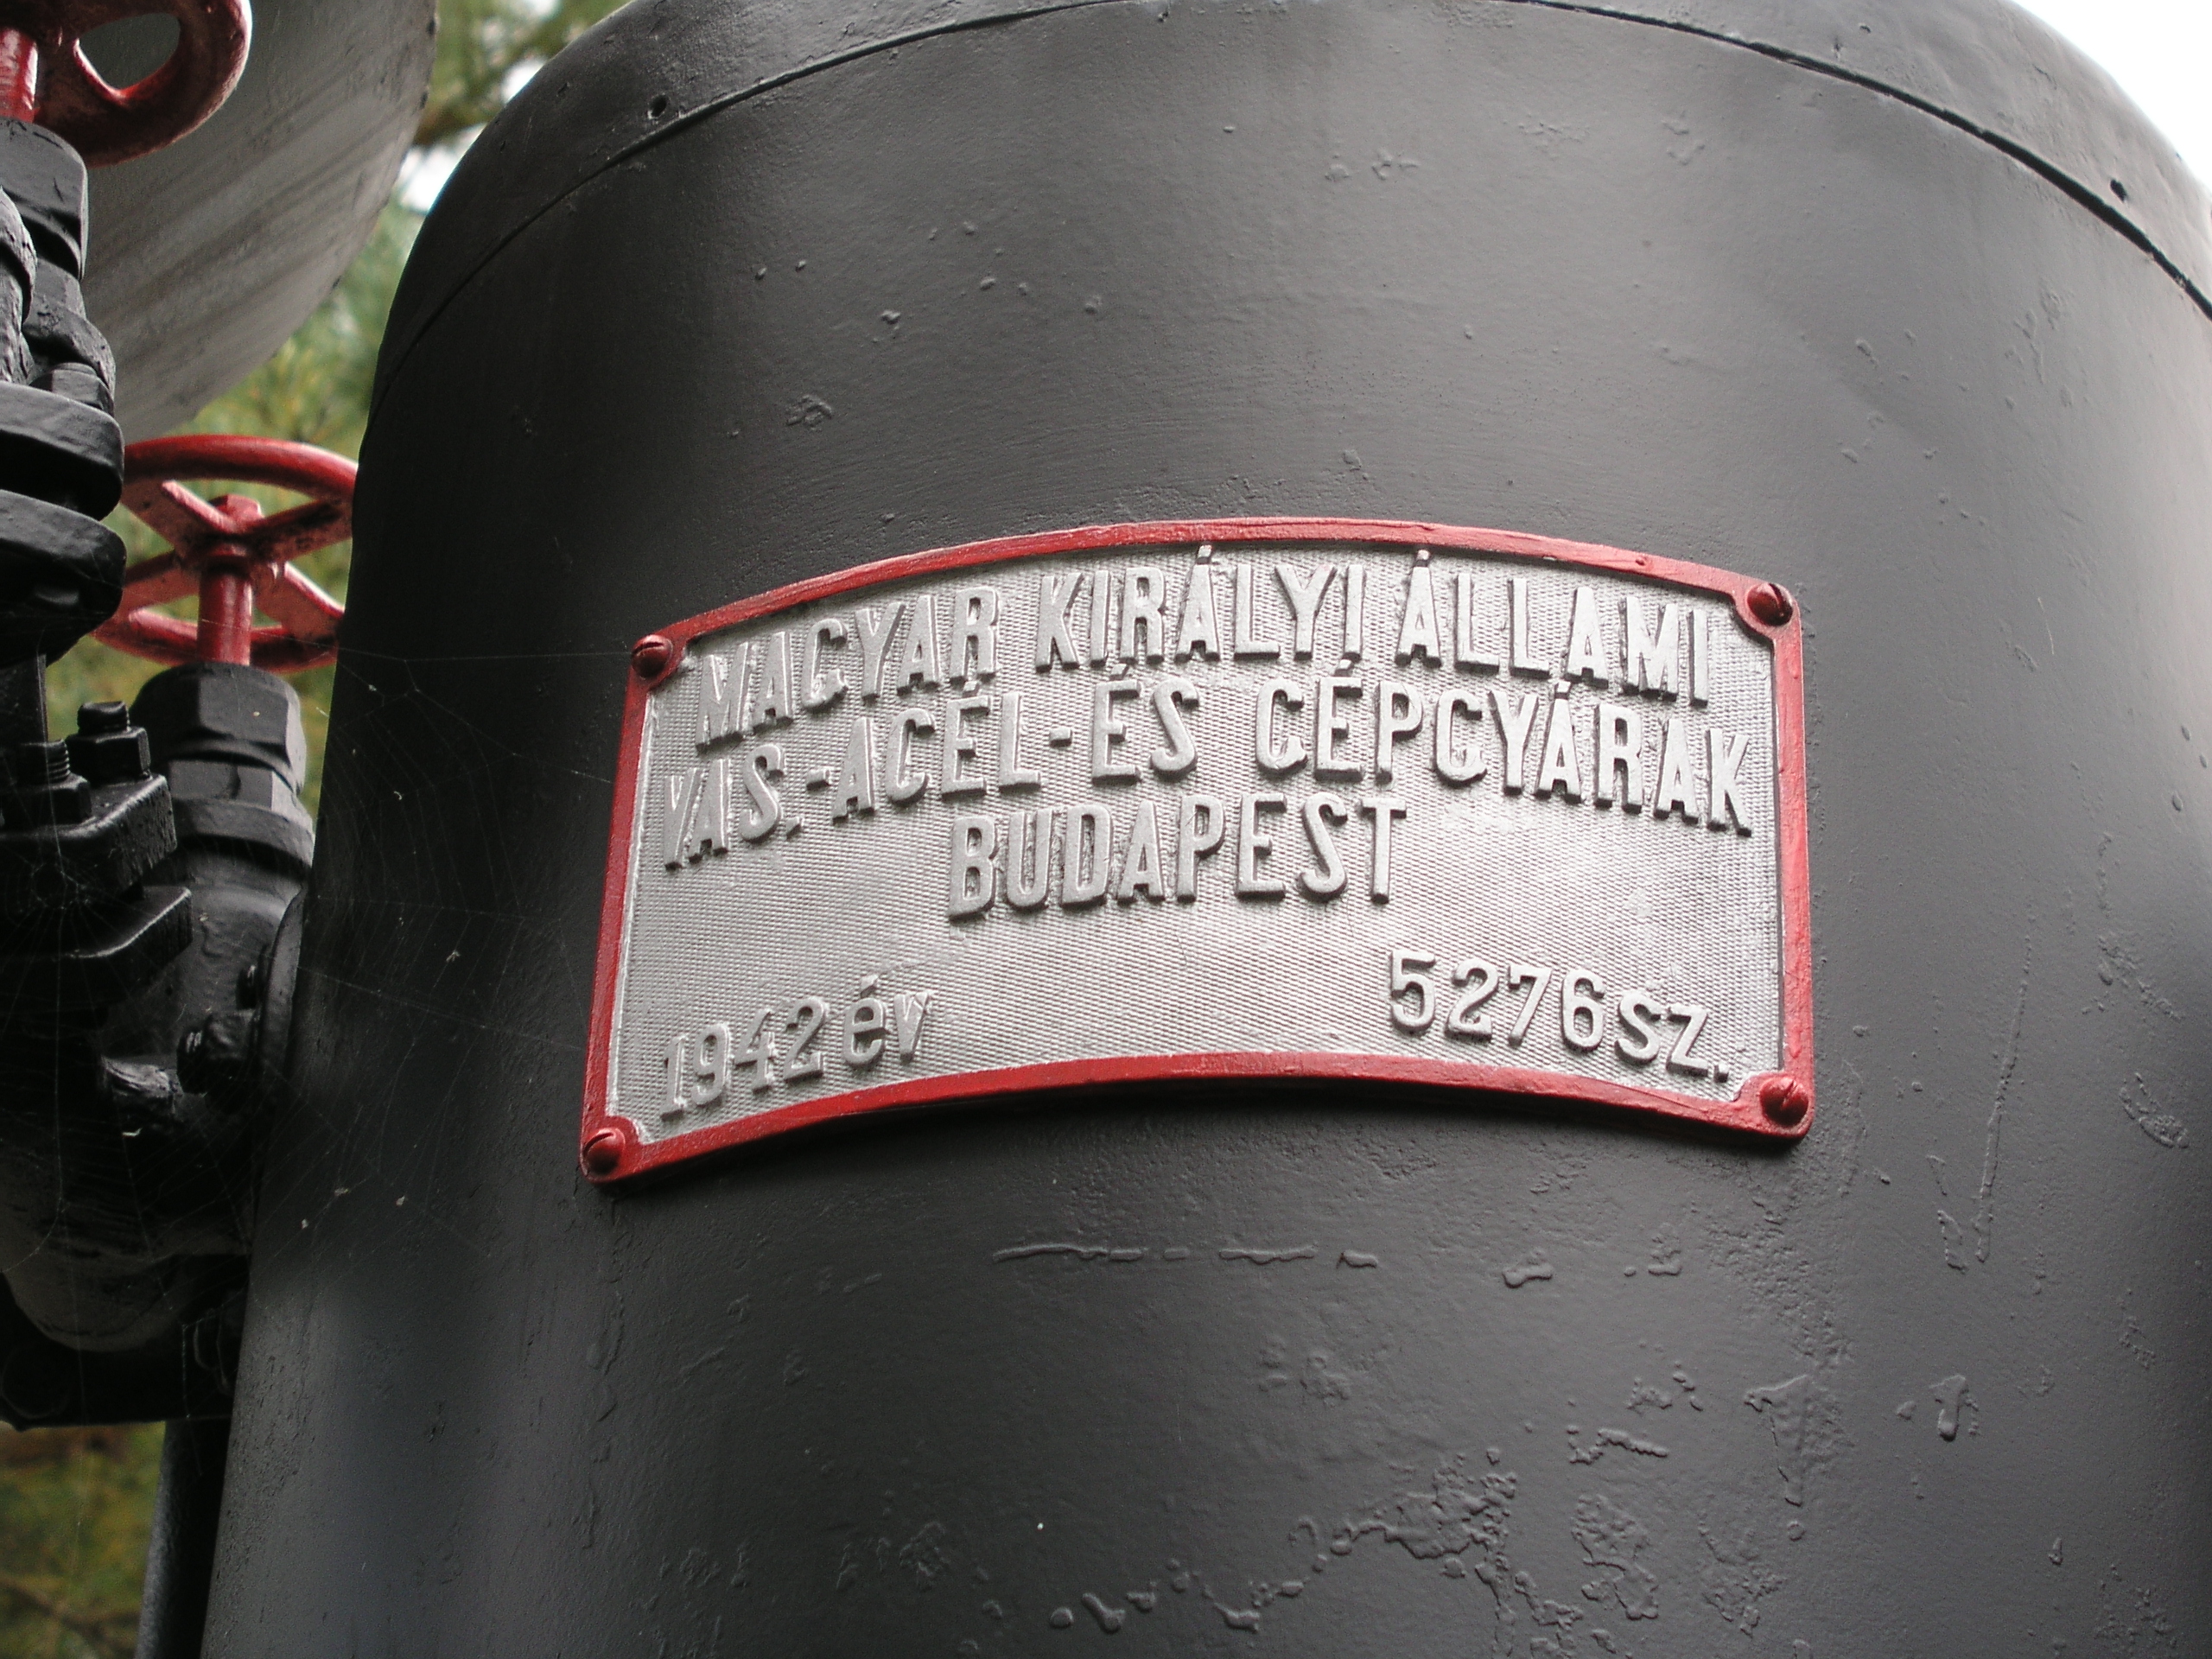 MAGYAR KIRÁLYI ÁLLAMI
VAS.-ACÉL-ÉS GÉPGYÁRAK
BUDAPEST
1942 év 5276 sz.